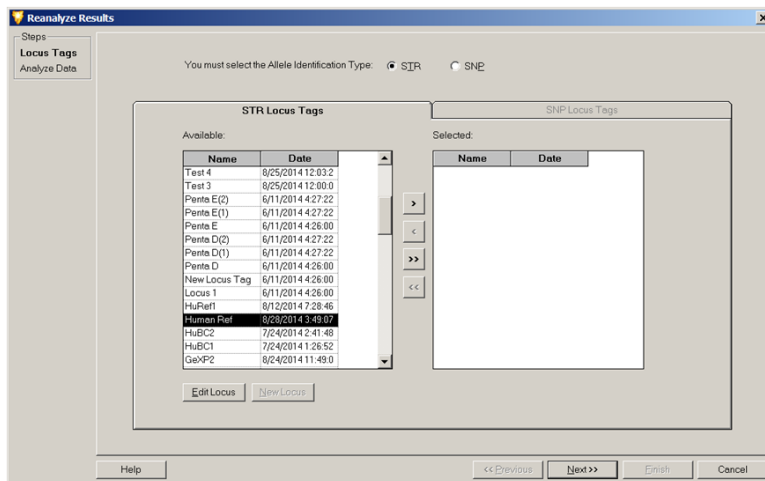 Reanalyze Results
Steps
Locus Tags
Analyze Data
You must select the Allele Identification Type: STR SNP
STR Locus Tags SNP Locus Tags
Available: Selected:
Name Date Name Date
Test 4 8/25/2014 12:03:2
Test 3 8/25/2014 12:00:0
Penta E(2) 6/11/2014 4:27:22
Penta E(1) 6/11/2014 4:27:22
Penta E 6/11/2014 4:26:00
Penta D(2) 6/11/2014 4:27:22
Penta D(1) 6/11/2014 4:27:22
Penta D 6/11/2014 4:26:00
New Locus Tag 6/11/2014 4:26:00
Locus 1 6/11/2014 4:26:00
HuRef1 8/12/2014 7:28:46
Human Ref 8/28/2014 3:49:07
HuBC2 7/24/2014 2:41:48
HuBC1 7/24/2014 1:26:52
GeXP2 8/24/2014 11:49:0
>
<
>>
<<
Edit Locus New Locus
Help << Previous Next >> Finish Cancel